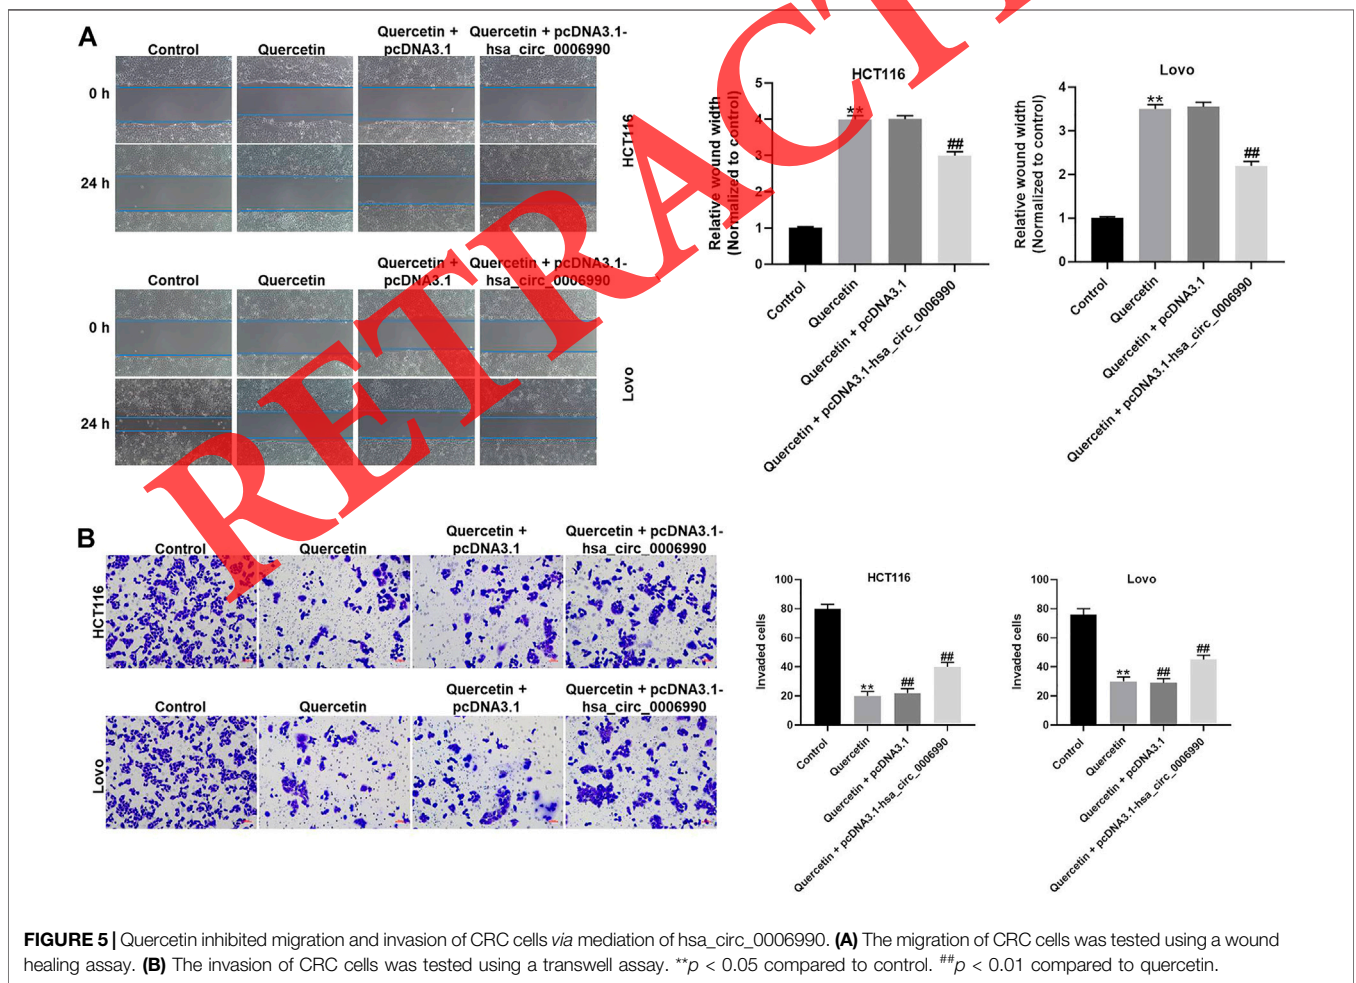 A
Control
Quercetin
Quercetin +
pcDNA3.1
Quercetin + pcDNA3.1-
hsa_circ_0006990
0 h
24 h
HCT116
Control
Quercetin
Quercetin +
pcDNA3.1
Quercetin + pcDNA3.1-
hsa_circ_0006990
0 h
24 h
Lovo
HCT116
Relative wound width
(Normalized to control)
5
4
3
2
1
0
**
##
Control
Quercetin
Quercetin + pcDNA3.1
Quercetin + pcDNA3.1-hsa_circ_0006990
Lovo
Relative wound width
(Normalized to control)
4
3
2
1
0
**
##
Control
Quercetin
Quercetin + pcDNA3.1
Quercetin + pcDNA3.1-hsa_circ_0006990
RETRACT
B
Control
Quercetin
Quercetin +
pcDNA3.1
Quercetin + pcDNA3.1-
hsa_circ_0006990
HCT116
Control
Quercetin
Quercetin +
pcDNA3.1
Quercetin + pcDNA3.1-
hsa_circ_0006990
Lovo
HCT116
Invaded cells
100
80
60
40
20
0
**
##
##
Control
Quercetin
Quercetin + pcDNA3.1
Quercetin + pcDNA3.1-hsa_circ_0006990
Lovo
Invaded cells
100
80
60
40
20
0
**
##
##
Control
Quercetin
Quercetin + pcDNA3.1
Quercetin + pcDNA3.1-hsa_circ_0006990
FIGURE 5 | Quercetin inhibited migration and invasion of CRC cells via mediation of hsa_circ_0006990. (A) The migration of CRC cells was tested using a wound
healing assay. (B) The invasion of CRC cells was tested using a transwell assay. **p < 0.05 compared to control. ##p < 0.01 compared to quercetin.